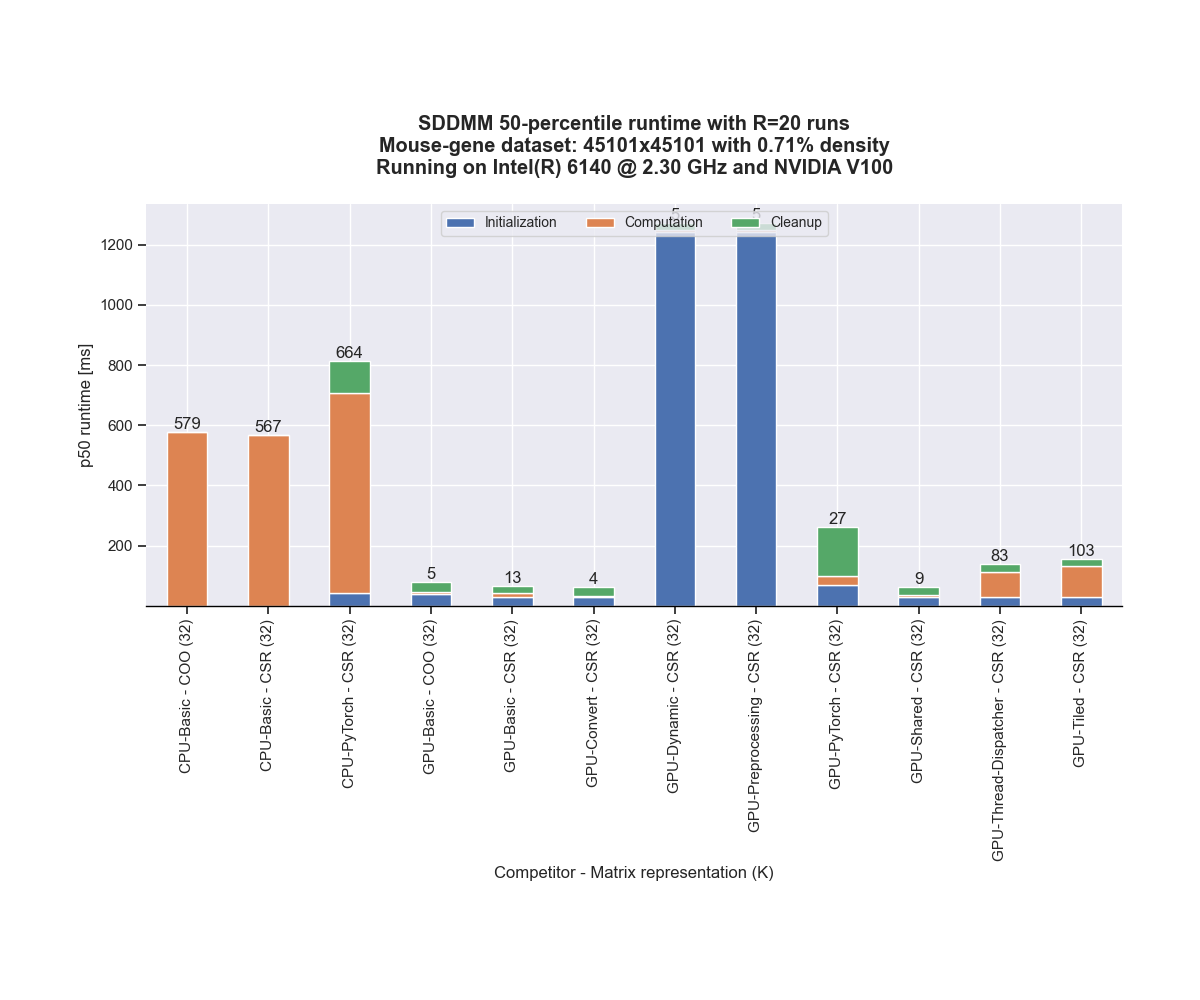 SDDMM 50-percentile runtime with R=20 runs
Mouse-gene dataset: 45101x45101 with 0.71% density
Running on Intel(R) 6140 @ 2.30 GHz and NVIDIA V100
Initialization Computation Cleanup
p50 runtime [ms]
1200
1000
800
600
400
200
579
567
664
5
13
4
5
5
27
9
83
103
CPU-Basic - COO (32)
CPU-Basic - CSR (32)
CPU-PyTorch - CSR (32)
GPU-Basic - COO (32)
GPU-Basic - CSR (32)
GPU-Convert - CSR (32)
GPU-Dynamic - CSR (32)
GPU-Preprocessing - CSR (32)
GPU-PyTorch - CSR (32)
GPU-Shared - CSR (32)
GPU-Thread-Dispatcher - CSR (32)
GPU-Tiled - CSR (32)
Competitor - Matrix representation (K)